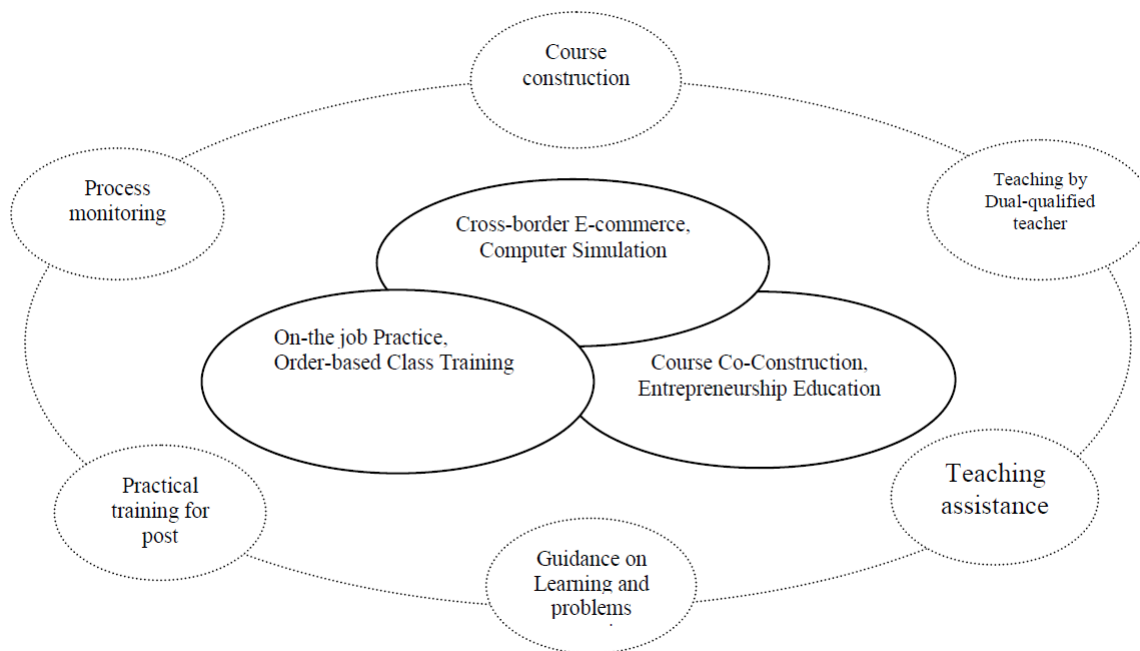 Course
construction
Process
monitoring
Teaching by
Dual-qualified
teacher
Cross-border E-commerce,
Computer Simulation
On-the job Practice,
Order-based Class Training
Course Co-Construction,
Entrepreneurship Education
Practical
training for
post
Teaching
assistance
Guidance on
Learning and
problems